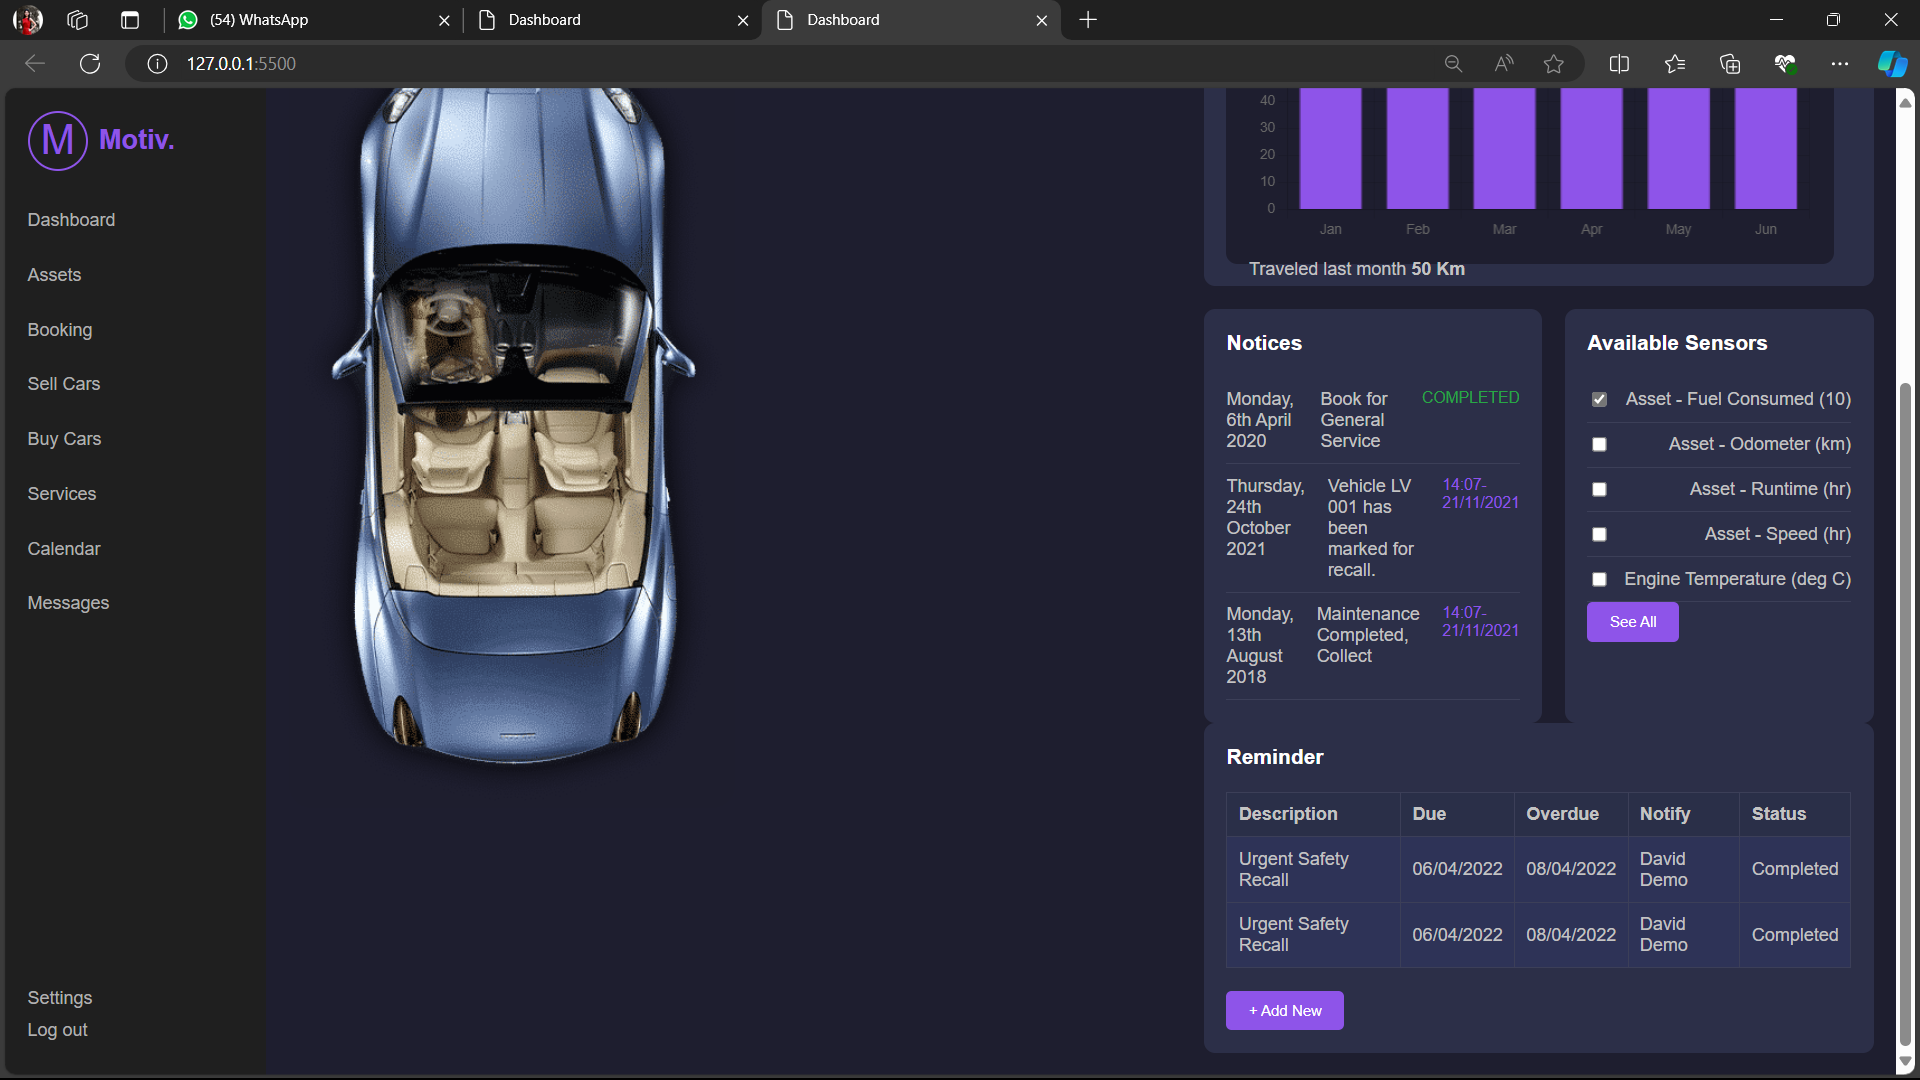 (54) WhatsApp
Dashboard
Dashboard
127.0.0.1:5500
M Motiv.
Dashboard
Assets
Booking
Sell Cars
Buy Cars
Services
Calendar
Messages
Settings
Log out
40
30
20
10
0
Jan Feb Mar Apr May Jun
Traveled last month 50 Km
Notices
Monday,
6th April
2020
Book for
General
Service
COMPLETED
Thursday,
24th
October
2021
Vehicle LV
001 has
been
marked for
recall.
14:07-
21/11/2021
Monday,
13th
August
2018
Maintenance
Completed,
Collect
14:07-
21/11/2021
Available Sensors
Asset - Fuel Consumed (10)
Asset - Odometer (km)
Asset - Runtime (hr)
Asset - Speed (hr)
Engine Temperature (deg C)
See All
Reminder
Description Due Overdue Notify Status
Urgent Safety
Recall
06/04/2022
08/04/2022
David
Demo
Completed
Urgent Safety
Recall
06/04/2022
08/04/2022
David
Demo
Completed
+ Add New